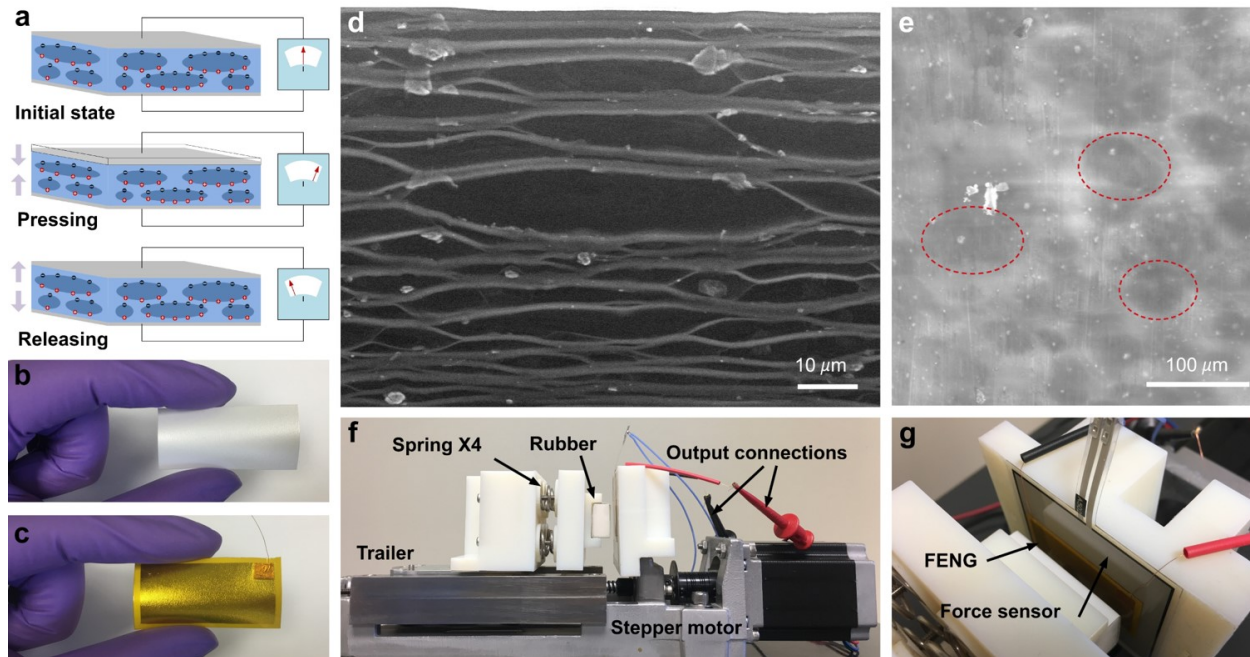 a
Initial state
Pressing
Releasing
b
c
d
10 μm
e
100 μm
f
Spring X4
Rubber
Output connections
Trailer
Stepper motor
g
FENG
Force sensor